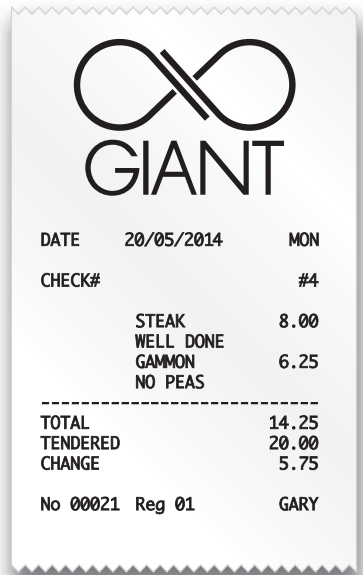 GIANT
DATE 20/05/2014 MON
CHECK# #4
STEAK 8.00
WELL DONE
GAMMON 6.25
NO PEAS
TOTAL 14.25
TENDERED 20.00
CHANGE 5.75
No 00021 Reg 01 GARY